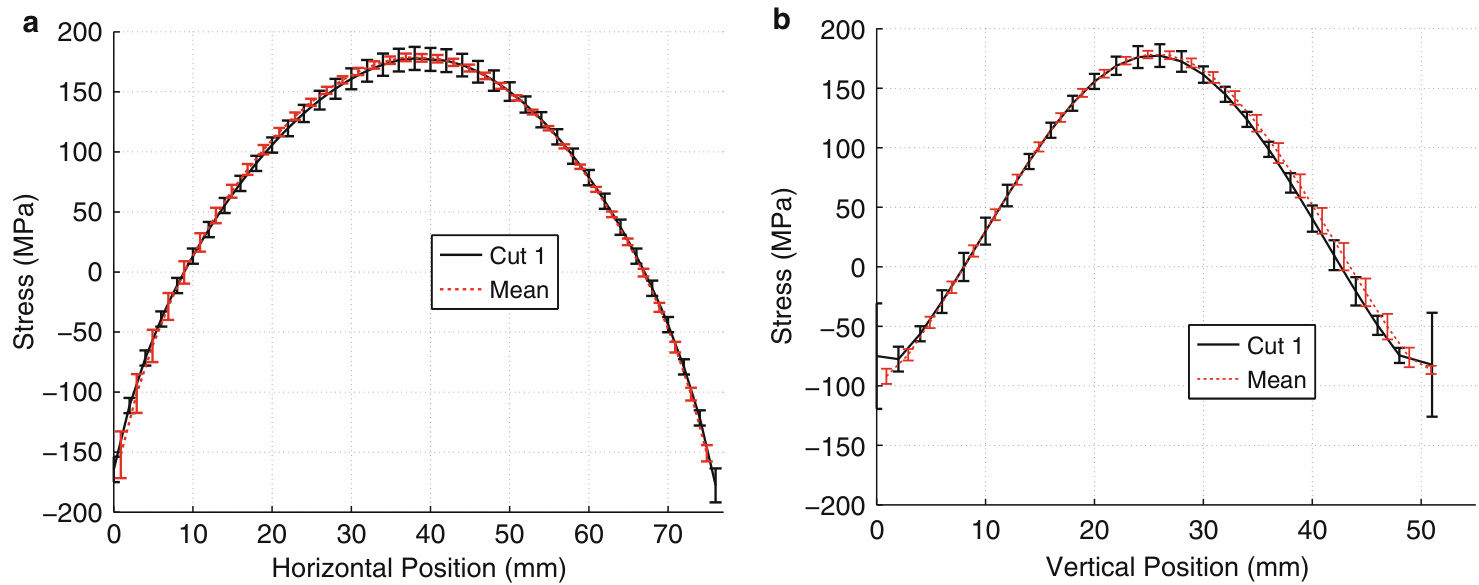 a
200
150
100
50
0
−50
−100
−150
−200
0 10 20 30 40 50 60 70
Horizontal Position (mm)
Stress (MPa)
Cut 1
Mean
b
200
150
100
50
0
−50
−100
−150
−200
0 10 20 30 40 50
Vertical Position (mm)
Stress (MPa)
Cut 1
Mean